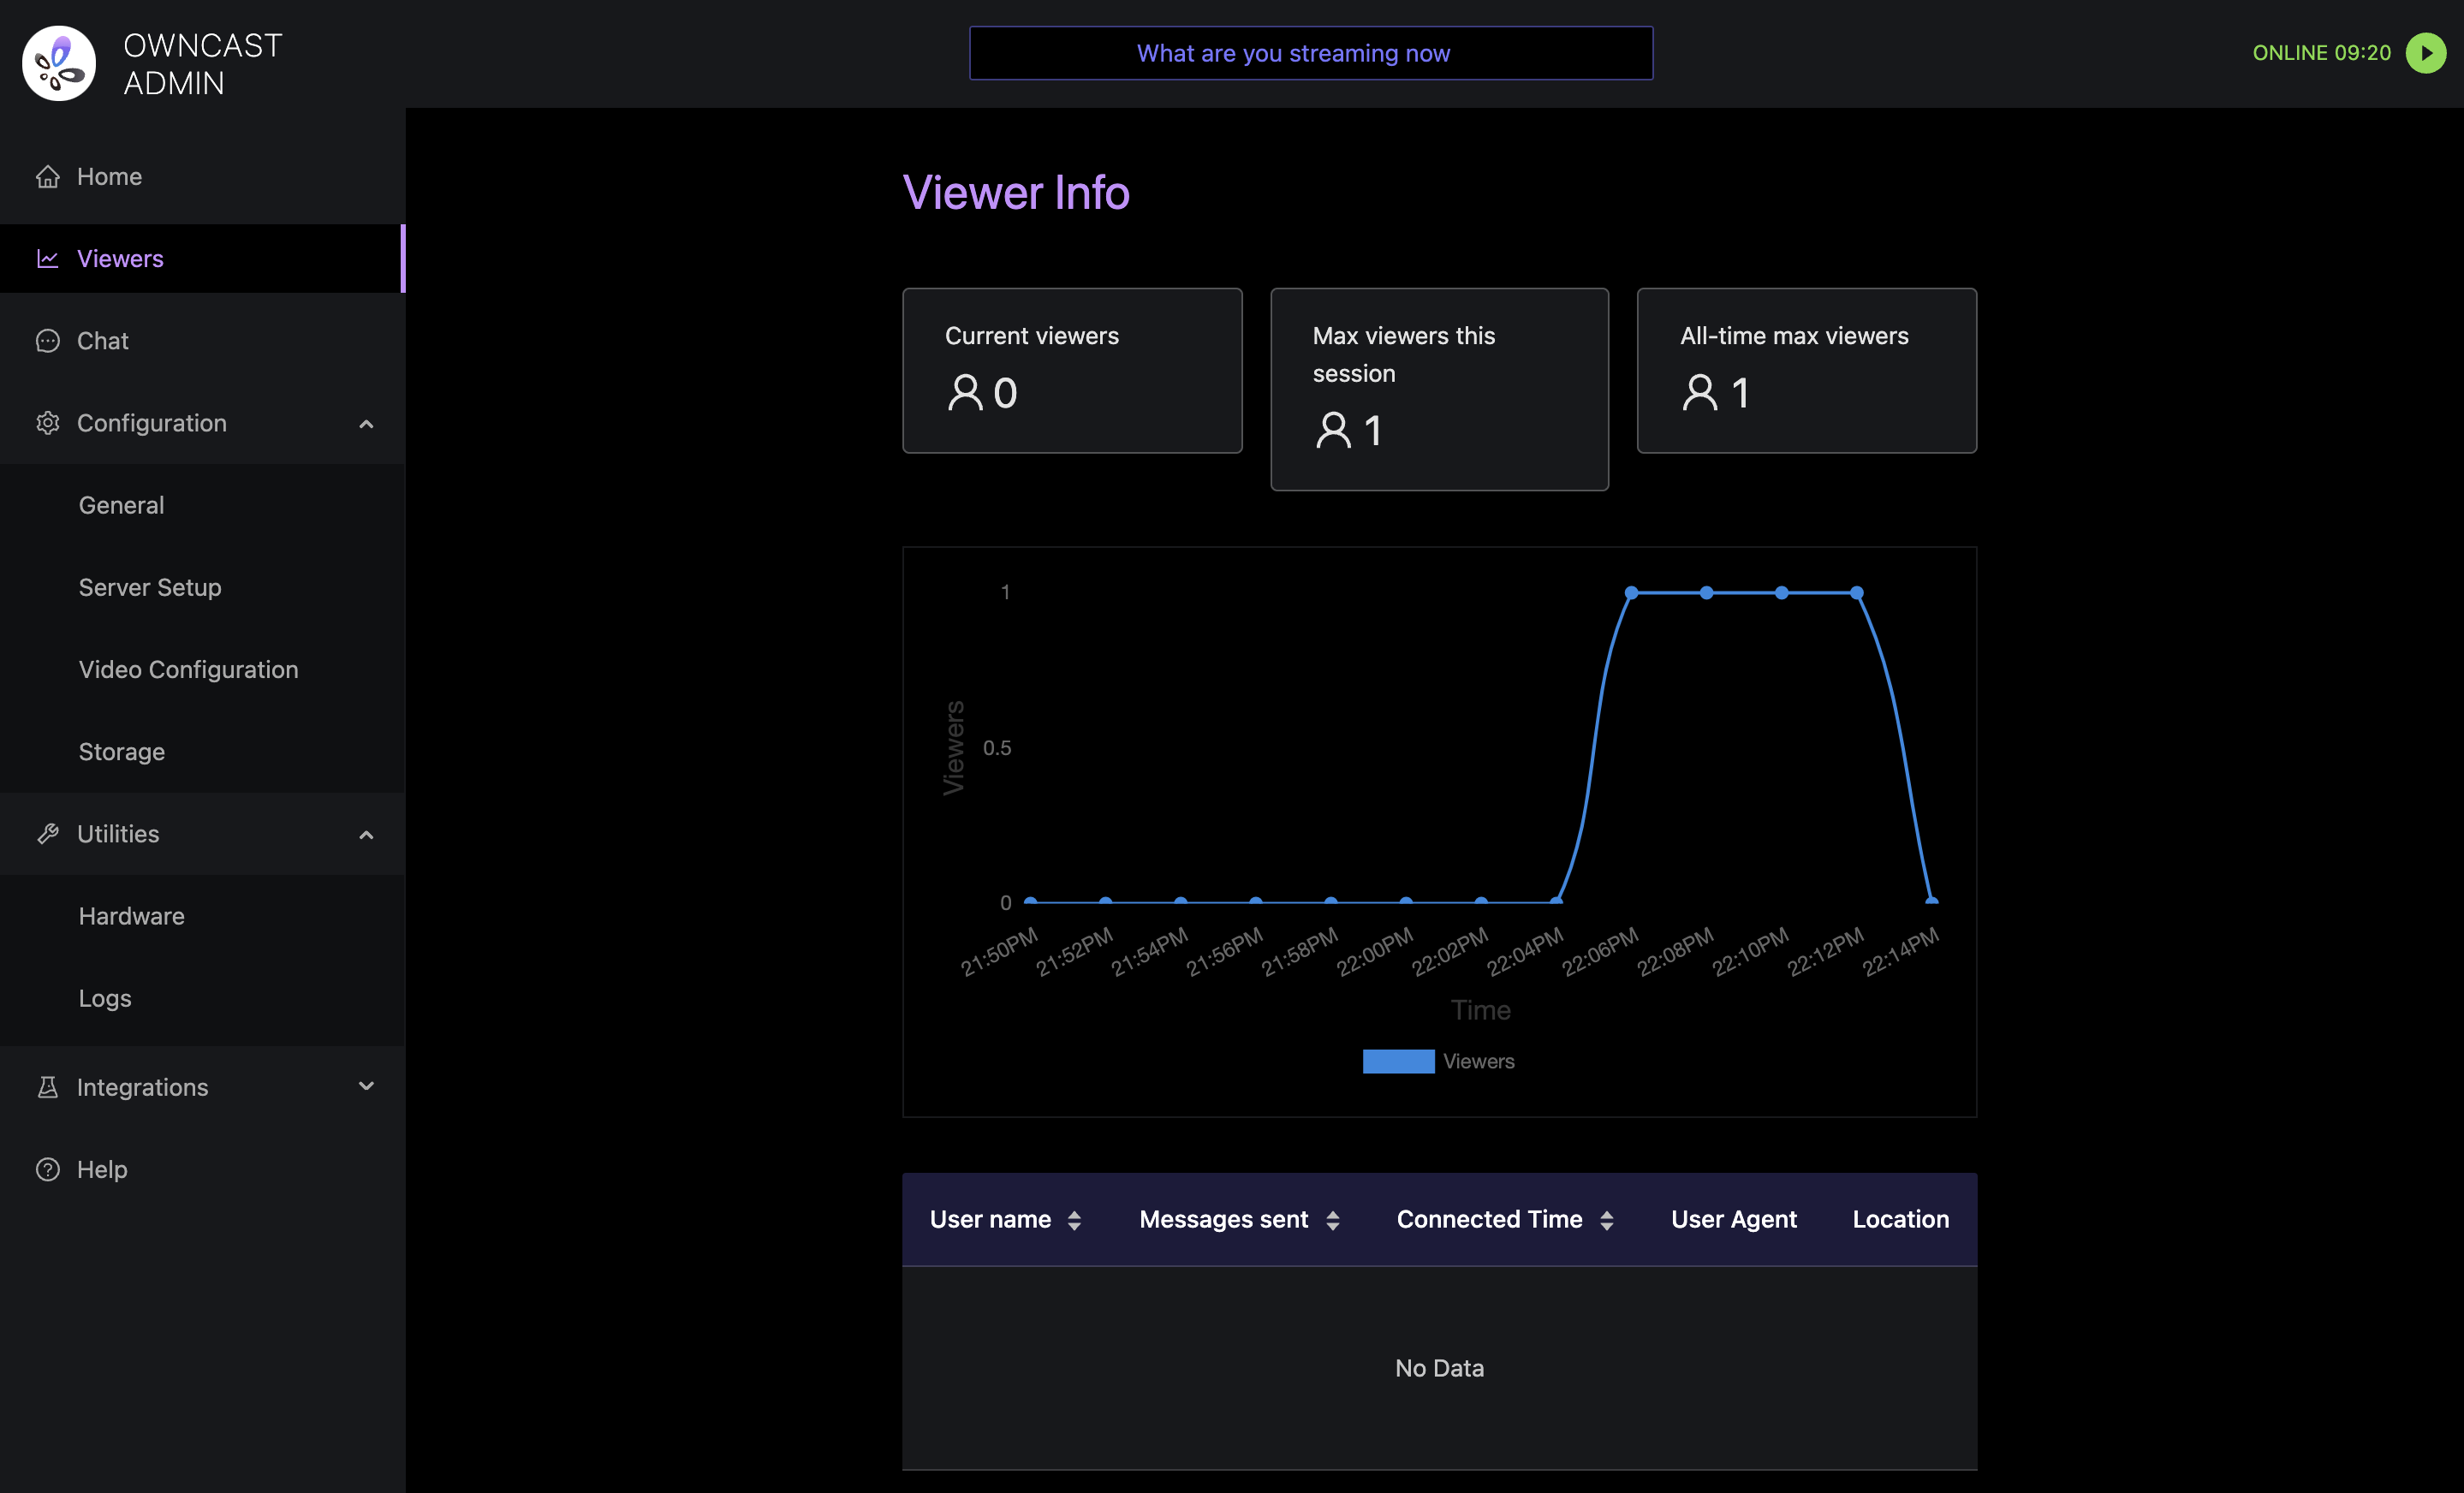 OWNCAST
ADMIN
What are you streaming now
ONLINE 09:20
Home
Viewers
Chat
Configuration
General
Server Setup
Video Configuration
Storage
Utilities
Hardware
Logs
Integrations
Help
Viewer Info
Current viewers
0
Max viewers this
session
1
All-time max viewers
1
1
0.5
0
Viewers
21:50PM
21:52PM
21:54PM
21:56PM
21:58PM
22:00PM
22:02PM
22:04PM
22:06PM
22:08PM
22:10PM
22:12PM
22:14PM
Time
Viewers
User name
Messages sent
Connected Time
User Agent
Location
No Data